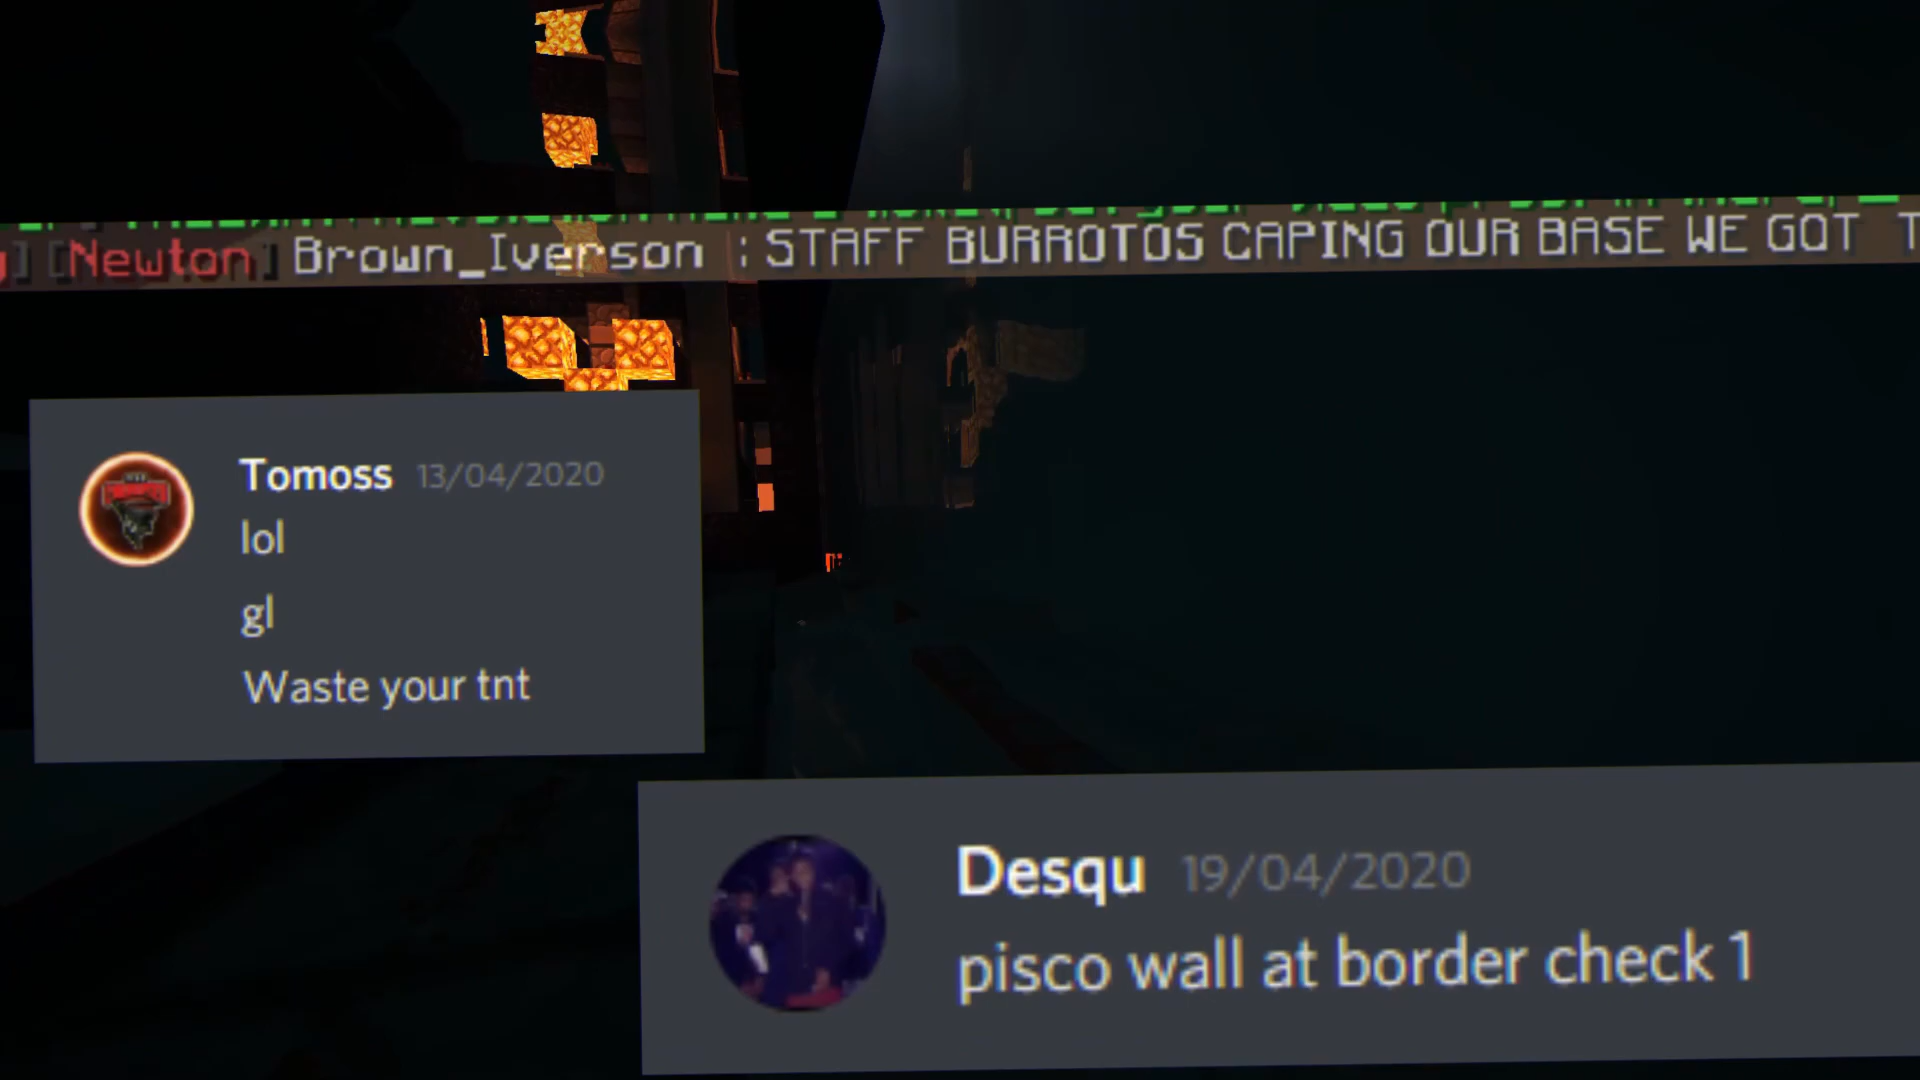 ] [Newton] Brown_Iverson : STAFF BURROTOS CAPING OUR BASE WE GOT T
Tomoss 13/04/2020
lol
gl
Waste your tnt
Desqu 19/04/2020
pisco wall at border check 1